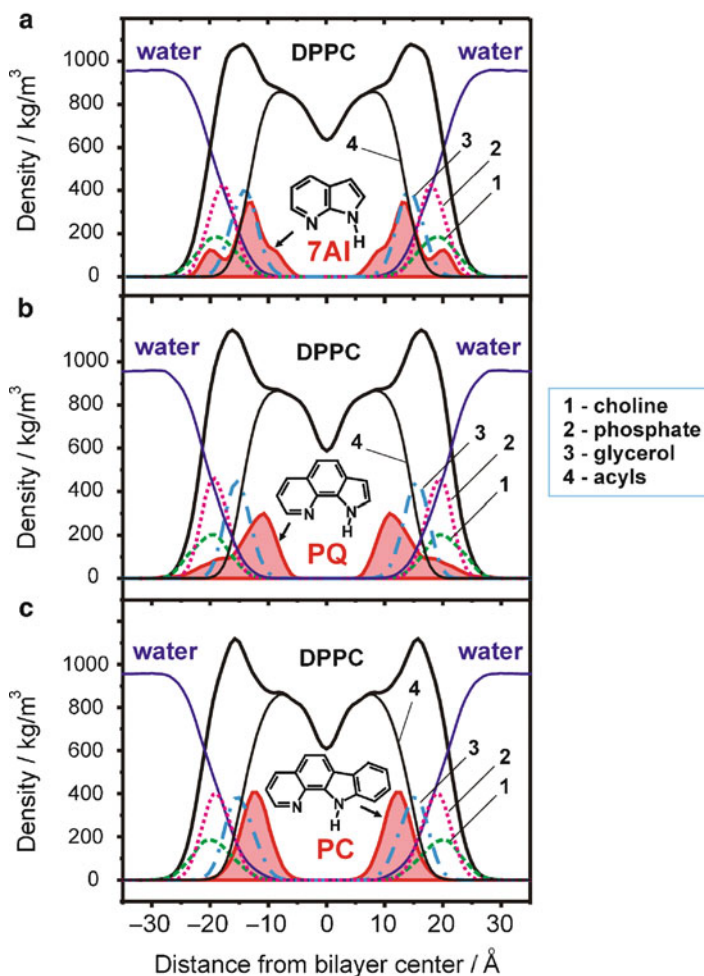 a
water DPPC water
Density / kg/m³
1000
800
600
400
200
0
4
3
2
1
N
N
H
7AI
b
water DPPC water
Density / kg/m³
1000
800
600
400
200
0
4
3
2
1
N
N
H
PQ
1 - choline
2 - phosphate
3 - glycerol
4 - acyls
c
water DPPC water
Density / kg/m³
1000
800
600
400
200
0
4
3
2
1
N
N
H
PC
−30 −20 −10 0 10 20 30
Distance from bilayer center / Å